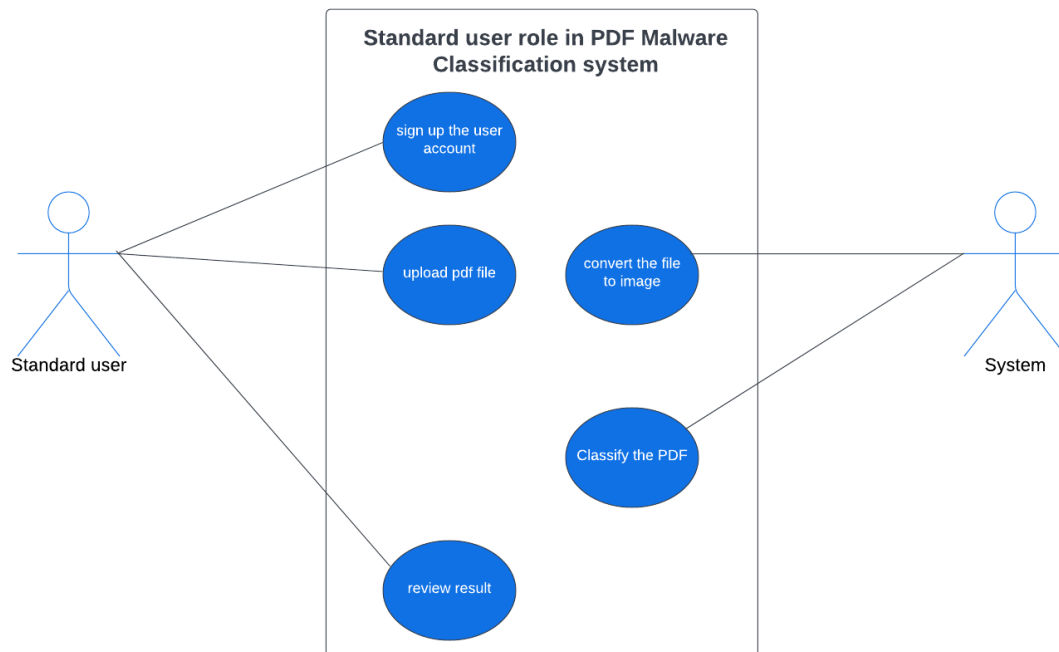 Standard user role in PDF Malware
Classification system
sign up the user
account
upload pdf file
convert the file
to image
Standard user
System
Classify the PDF
review result